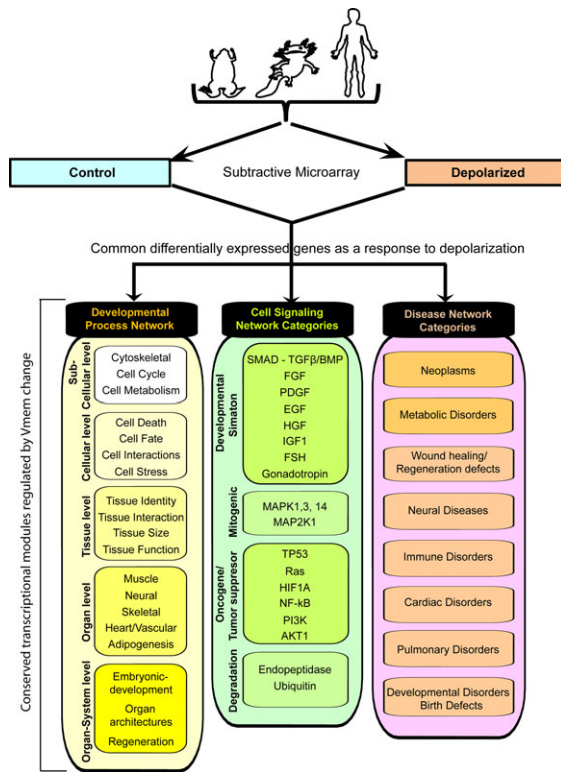 Control
Subtractive Microarray
Depolarized
Common differentially expressed genes as a response to depolarization
Conserved transcriptional modules regulated by Vmem change
Developmental
Process Network
Sub-
Cellular level
Cytoskeletal
Cell Cycle
Cell Metabolism
Cellular level
Cell Death
Cell Fate
Cell Interactions
Cell Stress
Tissue level
Tissue Identity
Tissue Interaction
Tissue Size
Tissue Function
Organ level
Muscle
Neural
Skeletal
Heart/Vascular
Adipogenesis
Organ-System level
Embryonic-
development
Organ
architectures
Regeneration
Cell Signaling
Network Categories
Developmental
Simaton
SMAD - TGFβ/BMP
FGF
PDGF
EGF
HGF
IGF1
FSH
Gonadotropin
Mitogenic
MAPK1,3, 14
MAP2K1
Oncogene/
Tumor suppresor
TP53
Ras
HIF1A
NF-kB
PI3K
AKT1
Degradation
Endopeptidase
Ubiquitin
Disease Network
Categories
Neoplasms
Metabolic Disorders
Wound healing/
Regeneration defects
Neural Diseases
Immune Disorders
Cardiac Disorders
Pulmonary Disorders
Developmental Disorders
Birth Defects